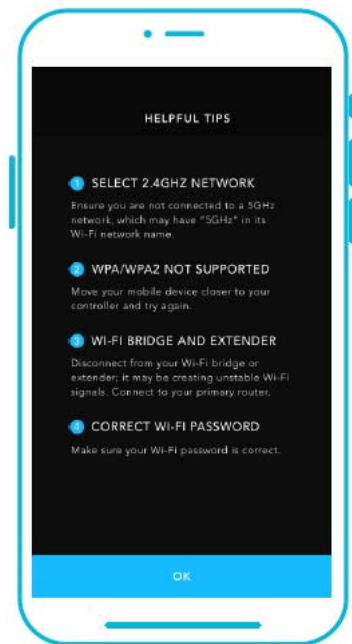 HELPFUL TIPS
1 SELECT 2.4GHZ NETWORK
Ensure you are not connected to a 5GHz
network, which may have "5GHz" in its
Wi-Fi network name.
2 WPA/WPA2 NOT SUPPORTED
Move your mobile device closer to your
controller and try again.
3 WI-FI BRIDGE AND EXTENDER
Disconnect from your Wi-Fi bridge or
extender; it may be creating unstable Wi-Fi
signals. Connect to your primary router.
4 CORRECT WI-FI PASSWORD
Make sure your Wi-Fi password is correct.
OK